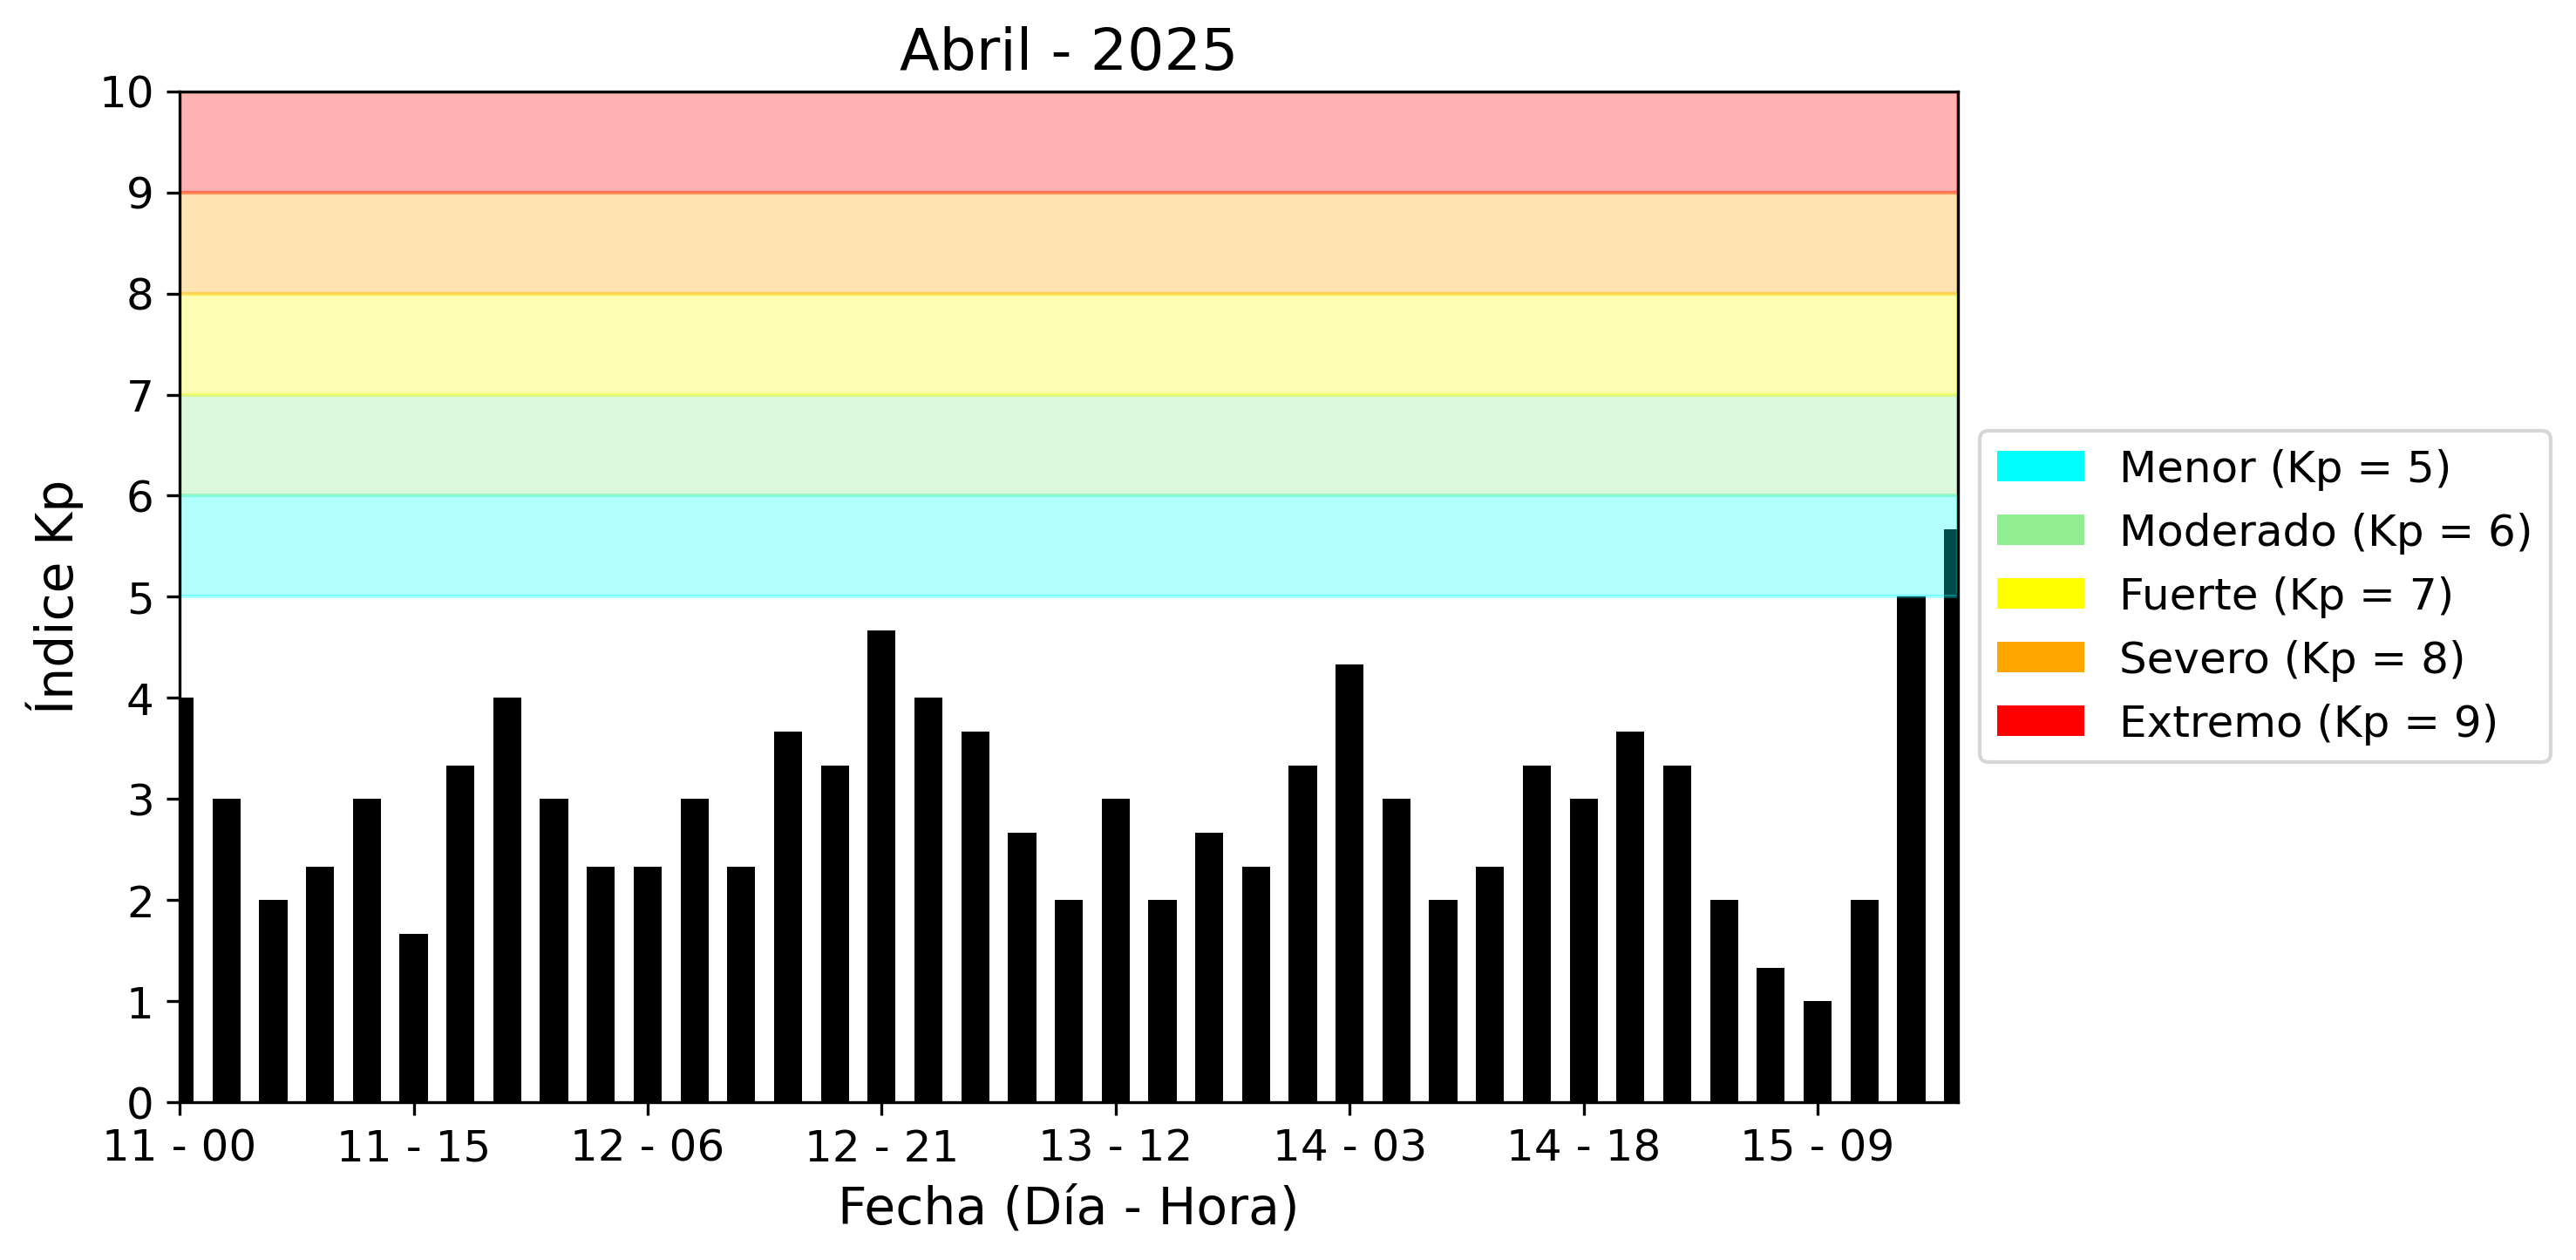 Abril - 2025
10
9
8
7
6
5
4
3
2
1
0
Índice Kp
11 - 00
11 - 15
12 - 06
12 - 21
13 - 12
14 - 03
14 - 18
15 - 09
Fecha (Día - Hora)
Menor (Kp = 5)
Moderado (Kp = 6)
Fuerte (Kp = 7)
Severo (Kp = 8)
Extremo (Kp = 9)